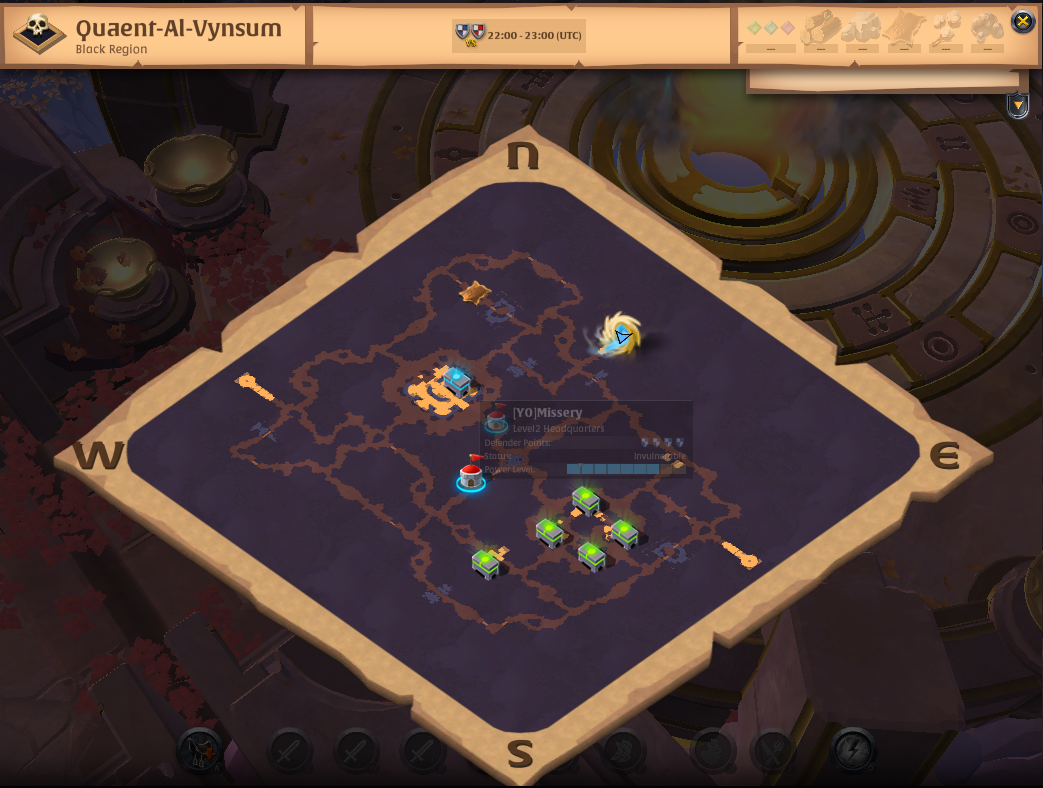 Quaent-Al-Vynsum
Black Region
VS
22:00 - 23:00 (UTC)
N
[YO]Missery
Level2 Headquarters
Defender Points:
Status: Invulnerable
Power Level:
W
E
S